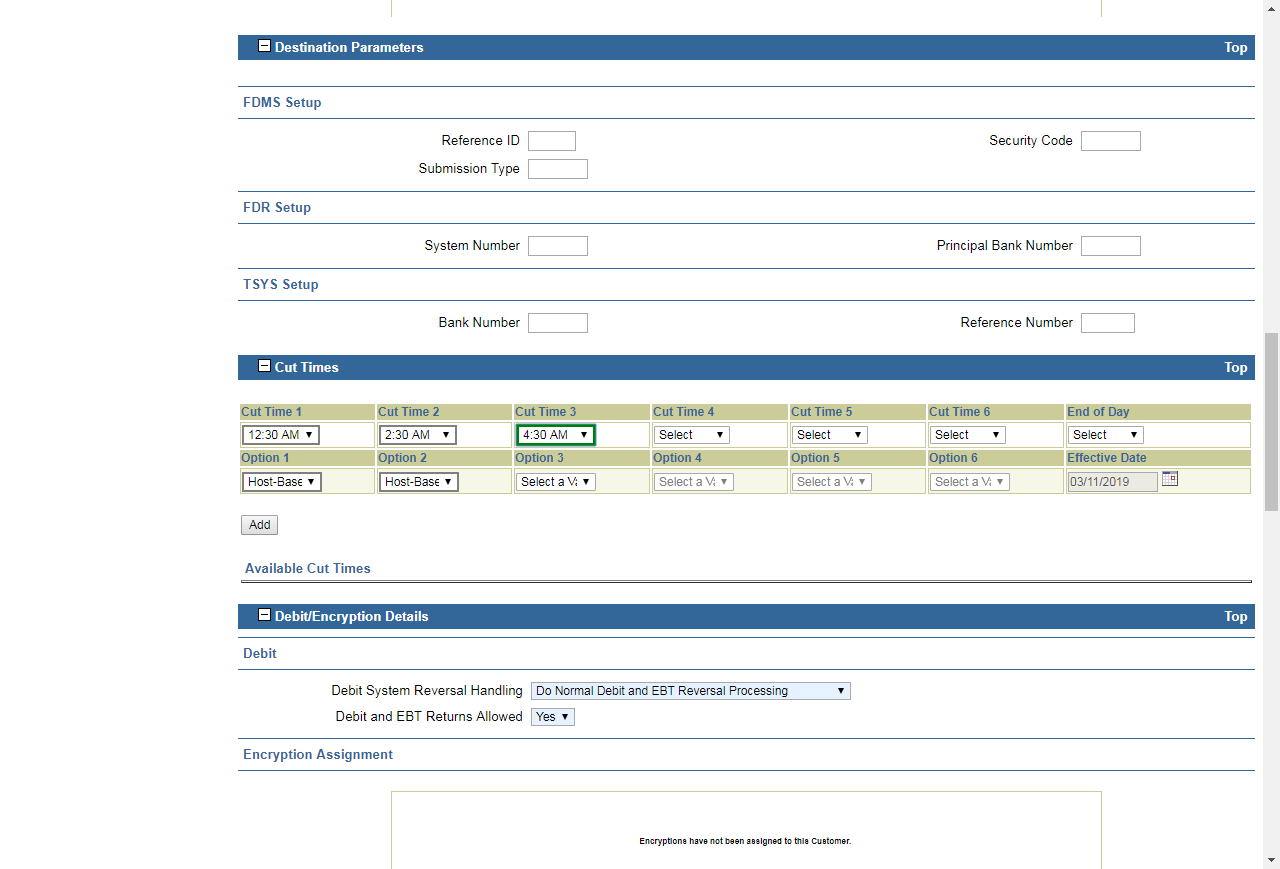 Destination Parameters Top
FDMS Setup
Reference ID Security Code
Submission Type
FDR Setup
System Number Principal Bank Number
TSYS Setup
Bank Number Reference Number
Cut Times Top
Cut Time 1 Cut Time 2 Cut Time 3 Cut Time 4 Cut Time 5 Cut Time 6 End of Day
12:30 AM 2:30 AM 4:30 AM Select Select Select Select
Option 1 Option 2 Option 3 Option 4 Option 5 Option 6 Effective Date
Host-Base Host-Base Select a Select a Select a Select a 03/11/2019
Add
Available Cut Times
Debit/Encryption Details Top
Debit
Debit System Reversal Handling Do Normal Debit and EBT Reversal Processing
Debit and EBT Returns Allowed Yes
Encryption Assignment
Encryptions have not been assigned to this Customer.